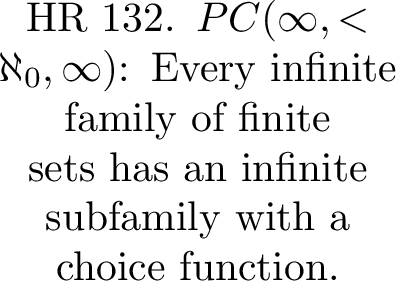 HR 132. PC(∞, <
ℵ₀, ∞): Every infinite
family of finite
sets has an infinite
subfamily with a
choice function.